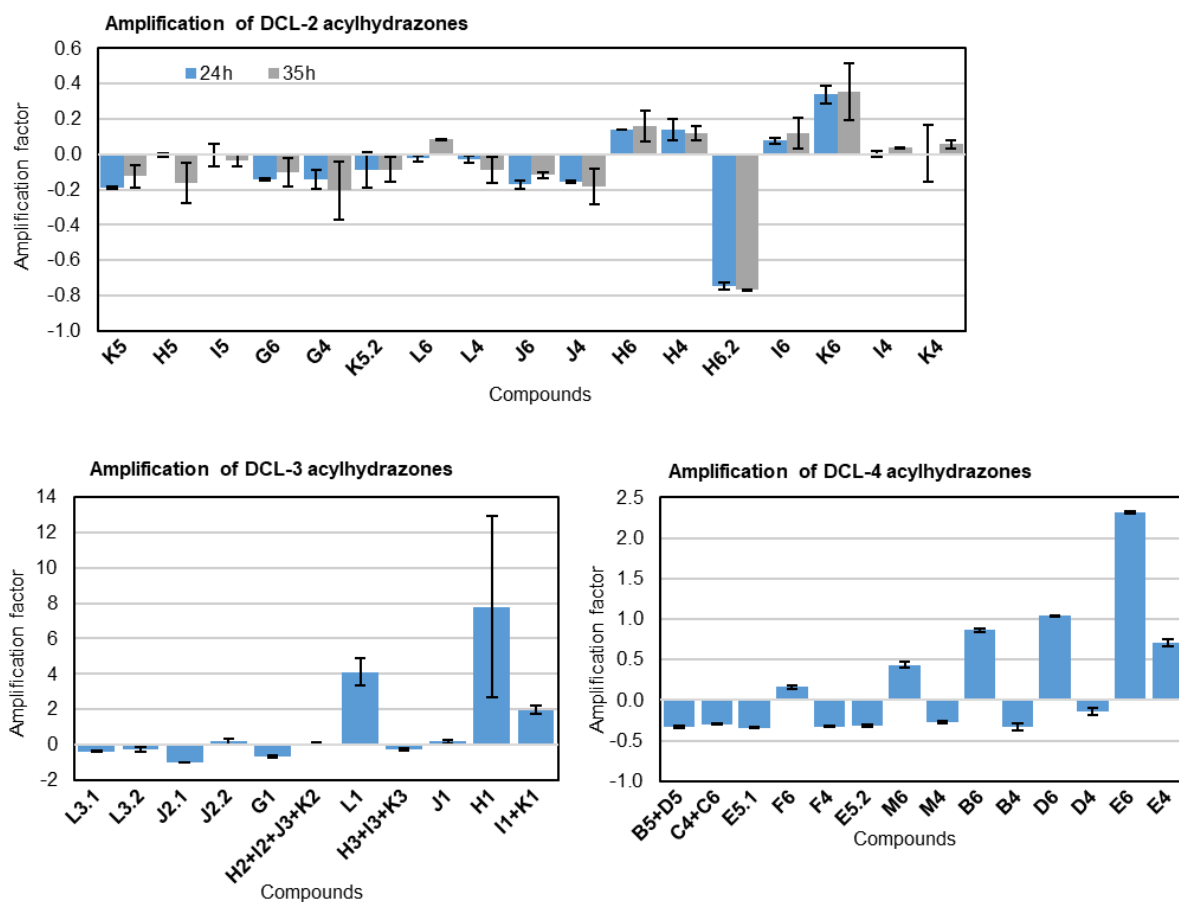 Amplification of DCL-2 acylhydrazones
Amplification factor
0.6
0.4
0.2
0.0
-0.2
-0.4
-0.6
-0.8
-1.0
24h 35h
K5 H5 I5 G6 G4 K5.2 L6 L4 J6 J4 H6 H4 H6.2 I6 K6 I4 K4
Compounds
Amplification of DCL-3 acylhydrazones
Amplification factor
14
12
10
8
6
4
2
0
-2
L3.1 L3.2 J2.1 J2.2 G1 H2+I2+J3+K2 L1 H3+I3+K3 J1 H1 I1+K1
Compounds
Amplification of DCL-4 acylhydrazones
Amplification factor
2.5
2.0
1.5
1.0
0.5
0.0
-0.5
-1.0
B5+D5 C4+C6 E5.1 F6 F4 E5.2 M6 M4 B6 B4 D6 D4 E6 E4
Compounds